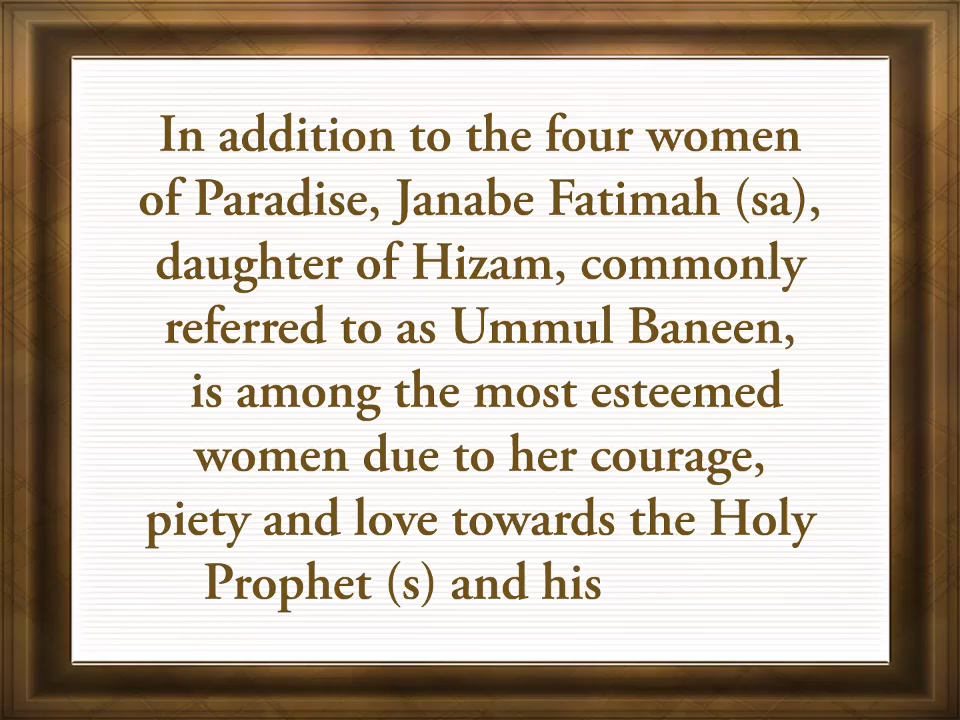 In addition to the four women
of Paradise, Janabe Fatimah (sa),
daughter of Hizam, commonly
referred to as Ummul Baneen,
is among the most esteemed
women due to her courage,
piety and love towards the Holy
Prophet (s) and his